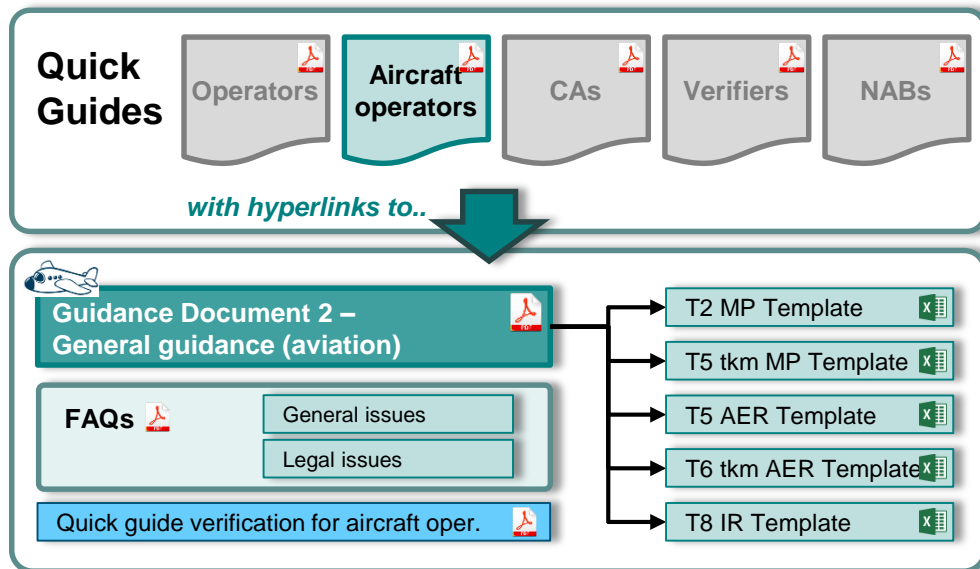 Quick
Guides
Operators
Aircraft
operators
CAs
Verifiers
NABs
with hyperlinks to..
Guidance Document 2 –
General guidance (aviation)
FAQs
General issues
Legal issues
Quick guide verification for aircraft oper.
T2 MP Template
T5 tkm MP Template
T5 AER Template
T6 tkm AER Template
T8 IR Template